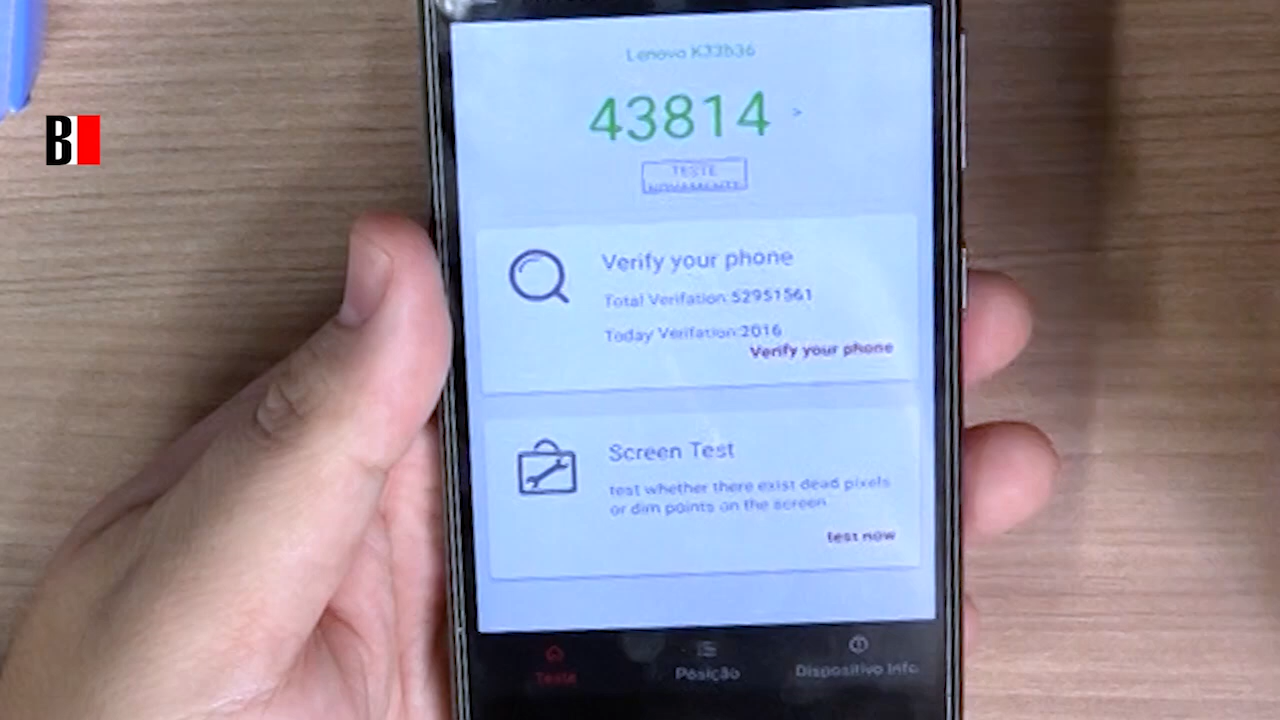 B
Lenovo K33b36
43814 >
TESTE
NOVAMENTE
Verify your phone
Total Verifation:52951561
Today Verifation:2016
Verify your phone
Screen Test
test whether there exist dead pixels
or dim points on the screen
test now
Teste
Posição
Dispositivo Info.